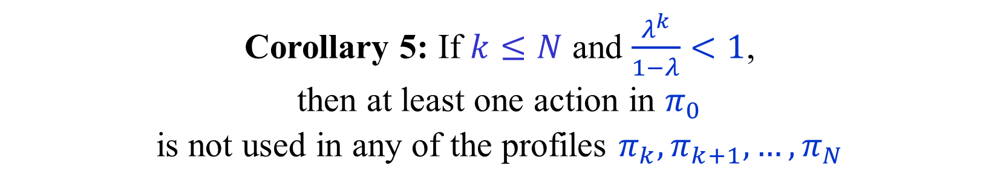 Corollary 5: If k ≤ N and λ^k/(1−λ) < 1,
then at least one action in π_0
is not used in any of the profiles π_k, π_{k+1}, … , π_N